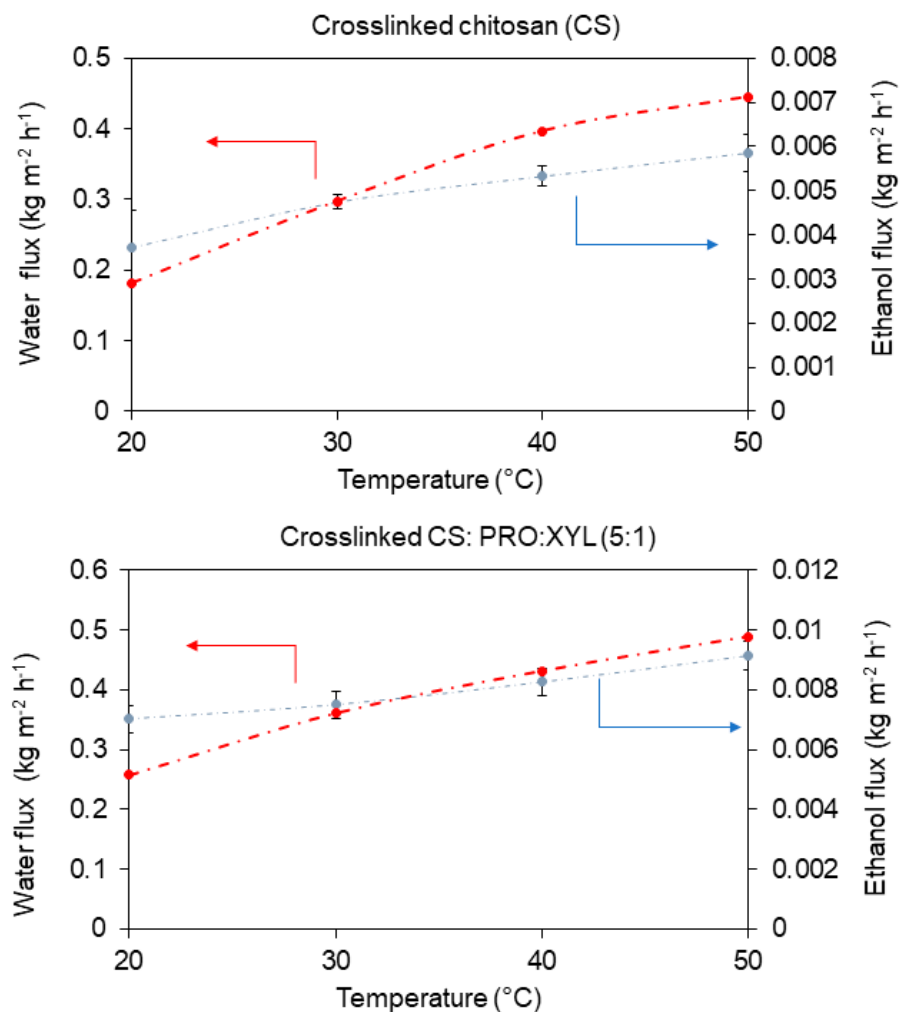 Crosslinked chitosan (CS)
0.5
0.4
0.3
0.2
0.1
0
0.008
0.007
0.006
0.005
0.004
0.003
0.002
0.001
0
20 30 40 50
Temperature (°C)
Water flux (kg m⁻² h⁻¹)
Ethanol flux (kg m⁻² h⁻¹)
Crosslinked CS: PRO:XYL (5:1)
0.6
0.5
0.4
0.3
0.2
0.1
0
0.012
0.01
0.008
0.006
0.004
0.002
0
20 30 40 50
Temperature (°C)
Water flux (kg m⁻² h⁻¹)
Ethanol flux (kg m⁻² h⁻¹)